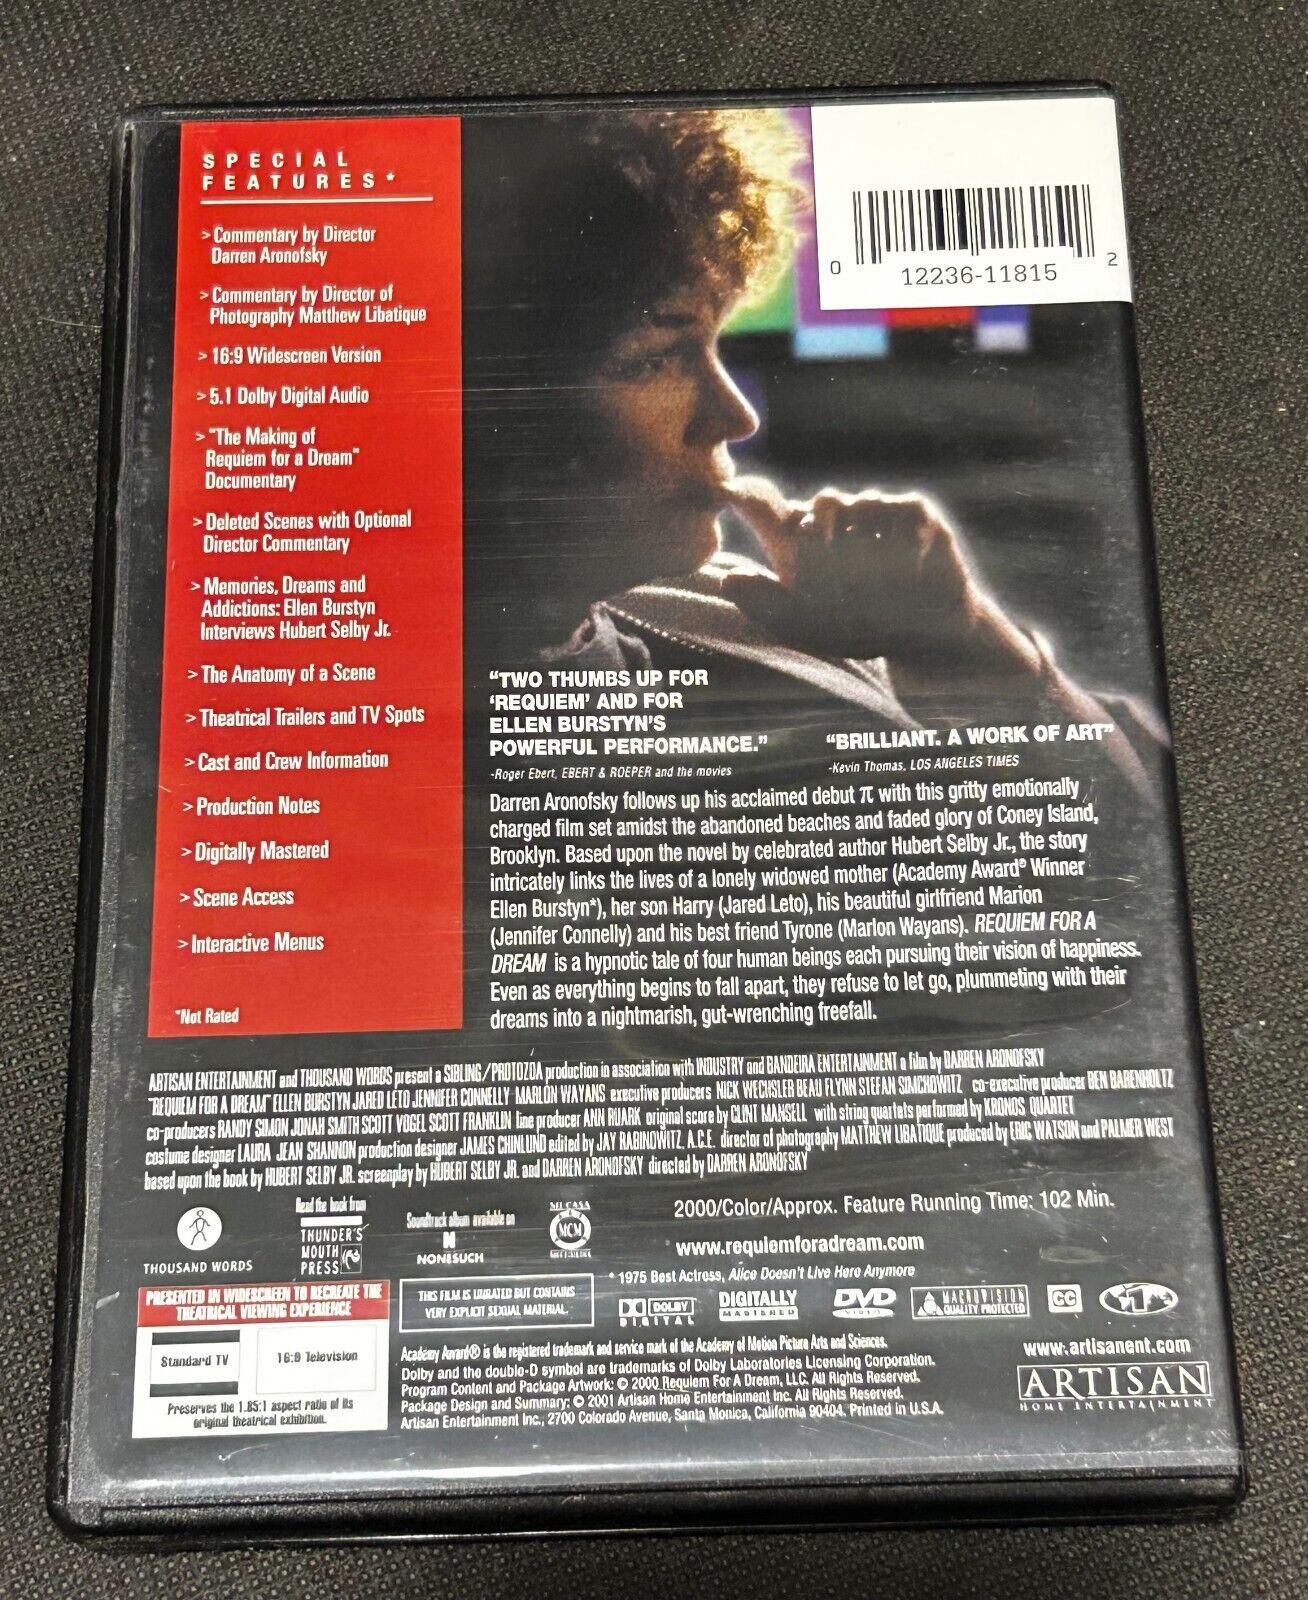 SPECIAL
FEATURES*
> Commentary by Director
Darren Aronofsky
> Commentary by Director of
Photography Matthew Libatique
> 16:9 Widescreen Version
> 5.1 Dolby Digital Audio
> "The Making of
Requiem for a Dream"
Documentary
> Deleted Scenes with Optional
Director Commentary
> Memories, Dreams and
Addictions: Ellen Burstyn
Interviews Hubert Selby Jr.
> The Anatomy of a Scene
> Theatrical Trailers and TV Spots
> Cast and Crew Information
> Production Notes
> Digitally Mastered
> Scene Access
> Interactive Menus
*Not Rated
0 12236-11815 2
"TWO THUMBS UP FOR
'REQUIEM' AND FOR
ELLEN BURSTYN'S
POWERFUL PERFORMANCE."
-Roger Ebert, EBERT & ROEPER and the movies
"BRILLIANT. A WORK OF ART"
-Kevin Thomas, LOS ANGELES TIMES
Darren Aronofsky follows up his acclaimed debut π with this gritty emotionally
charged film set amidst the abandoned beaches and faded glory of Coney Island,
Brooklyn. Based upon the novel by celebrated author Hubert Selby Jr., the story
intricately links the lives of a lonely widowed mother (Academy Award® Winner
Ellen Burstyn*), her son Harry (Jared Leto), his beautiful girlfriend Marion
(Jennifer Connelly) and his best friend Tyrone (Marlon Wayans). REQUIEM FOR A
DREAM is a hypnotic tale of four human beings each pursuing their vision of happiness.
Even as everything begins to fall apart, they refuse to let go, plummeting with their
dreams into a nightmarish, gut-wrenching freefall.
ARTISAN ENTERTAINMENT and THOUSAND WORDS present a SIBLING/PROTOZOA production in association with INDUSTRY and BANDEIRA ENTERTAINMENT a film by DARREN ARONOFSKY
"REQUIEM FOR A DREAM" ELLEN BURSTYN JARED LETO JENNIFER CONNELLY MARLON WAYANS executive producers NICK WECHSLER BEAU FLYNN STEFAN SIMCHOWITZ co-executive producer BEN BARENHOLTZ
co-producers RANDY SIMON JONAH SMITH SCOTT VOGEL SCOTT FRANKLIN line producer ANN RUARK original score by CLINT MANSELL with string quartets performed by KRONOS QUARTET
costume designer LAURA JEAN SHANNON production designer JAMES CHINLUND edited by JAY RABINOWITZ, A.C.E. director of photography MATTHEW LIBATIQUE produced by ERIC WATSON and PALMER WEST
based upon the book by HUBERT SELBY JR. screenplay by HUBERT SELBY JR. and DARREN ARONOFSKY directed by DARREN ARONOFSKY
THOUSAND WORDS
Read the book from
THUNDER'S
MOUTH
PRESS
Soundtrack album available on
N
NONESUCH
MI CASA
MCM
2000/Color/Approx. Feature Running Time: 102 Min.
www.requiemforadream.com
* 1975 Best Actress, Alice Doesn't Live Here Anymore
PRESENTED IN WIDESCREEN TO RECREATE THE
THEATRICAL VIEWING EXPERIENCE
Standard TV
16:9 Television
Preserves the 1.85:1 aspect ratio of its
original theatrical exhibition.
THIS FILM IS UNRATED BUT CONTAINS
VERY EXPLICIT SEXUAL MATERIAL.
DOLBY
DIGITAL
DIGITALLY
MASTERED
DVD
VIDEO
MACROVISION
QUALITY PROTECTED
CC
1
Academy Award® is the registered trademark and service mark of the Academy of Motion Picture Arts and Sciences.
Dolby and the double-D symbol are trademarks of Dolby Laboratories Licensing Corporation.
Program Content and Package Artwork: © 2000 Requiem For A Dream, LLC. All Rights Reserved.
Package Design and Summary: © 2001 Artisan Home Entertainment Inc. All Rights Reserved.
Artisan Entertainment Inc., 2700 Colorado Avenue, Santa Monica, California 90404. Printed in U.S.A.
www.artisanent.com
ARTISAN
HOME ENTERTAINMENT